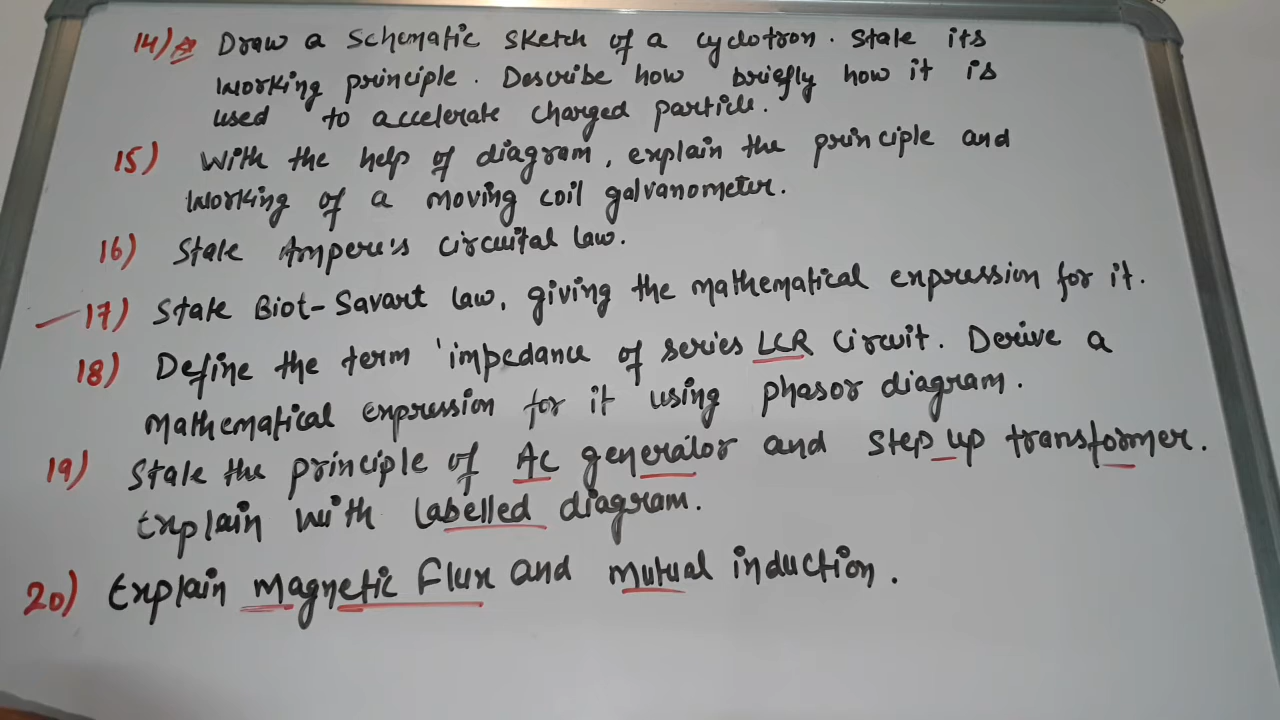 14) Draw a schematic sketch of a cyclotron. State its
working principle. Describe how briefly how it is
used to accelerate charged particle.
15) With the help of diagram, explain the principle and
working of a moving coil galvanometer.
16) State Ampere's circuital law.
17) State Biot-Savart law, giving the mathematical expression for it.
18) Define the term 'impedance of series LCR circuit. Derive a
mathematical expression for it using phasor diagram.
19) State the principle of Ac generator and step up transformer.
Explain with labelled diagram.
20) Explain magnetic flux and mutual induction.